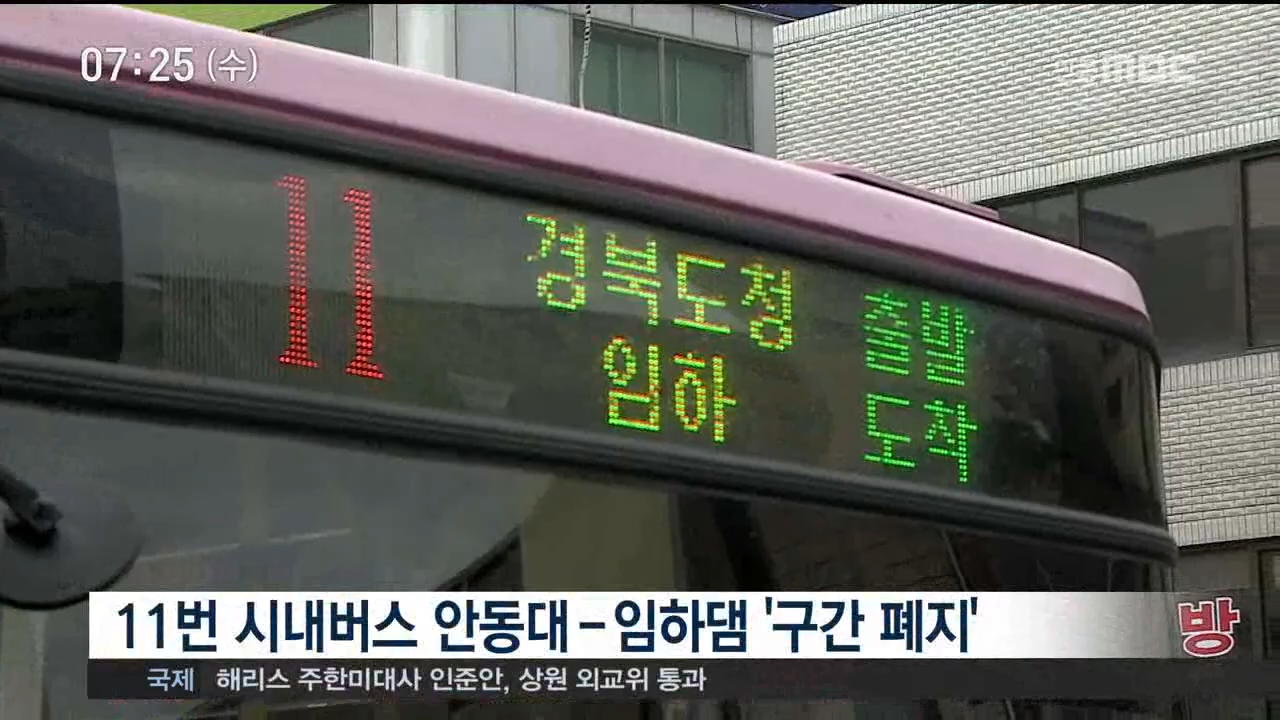 07:25 (수)
MBC
11
경북도청 출발
임하 도착
11번 시내버스 안동대-임하댐 '구간 폐지'
방
국제 해리스 주한미대사 인준안, 상원 외교위 통과